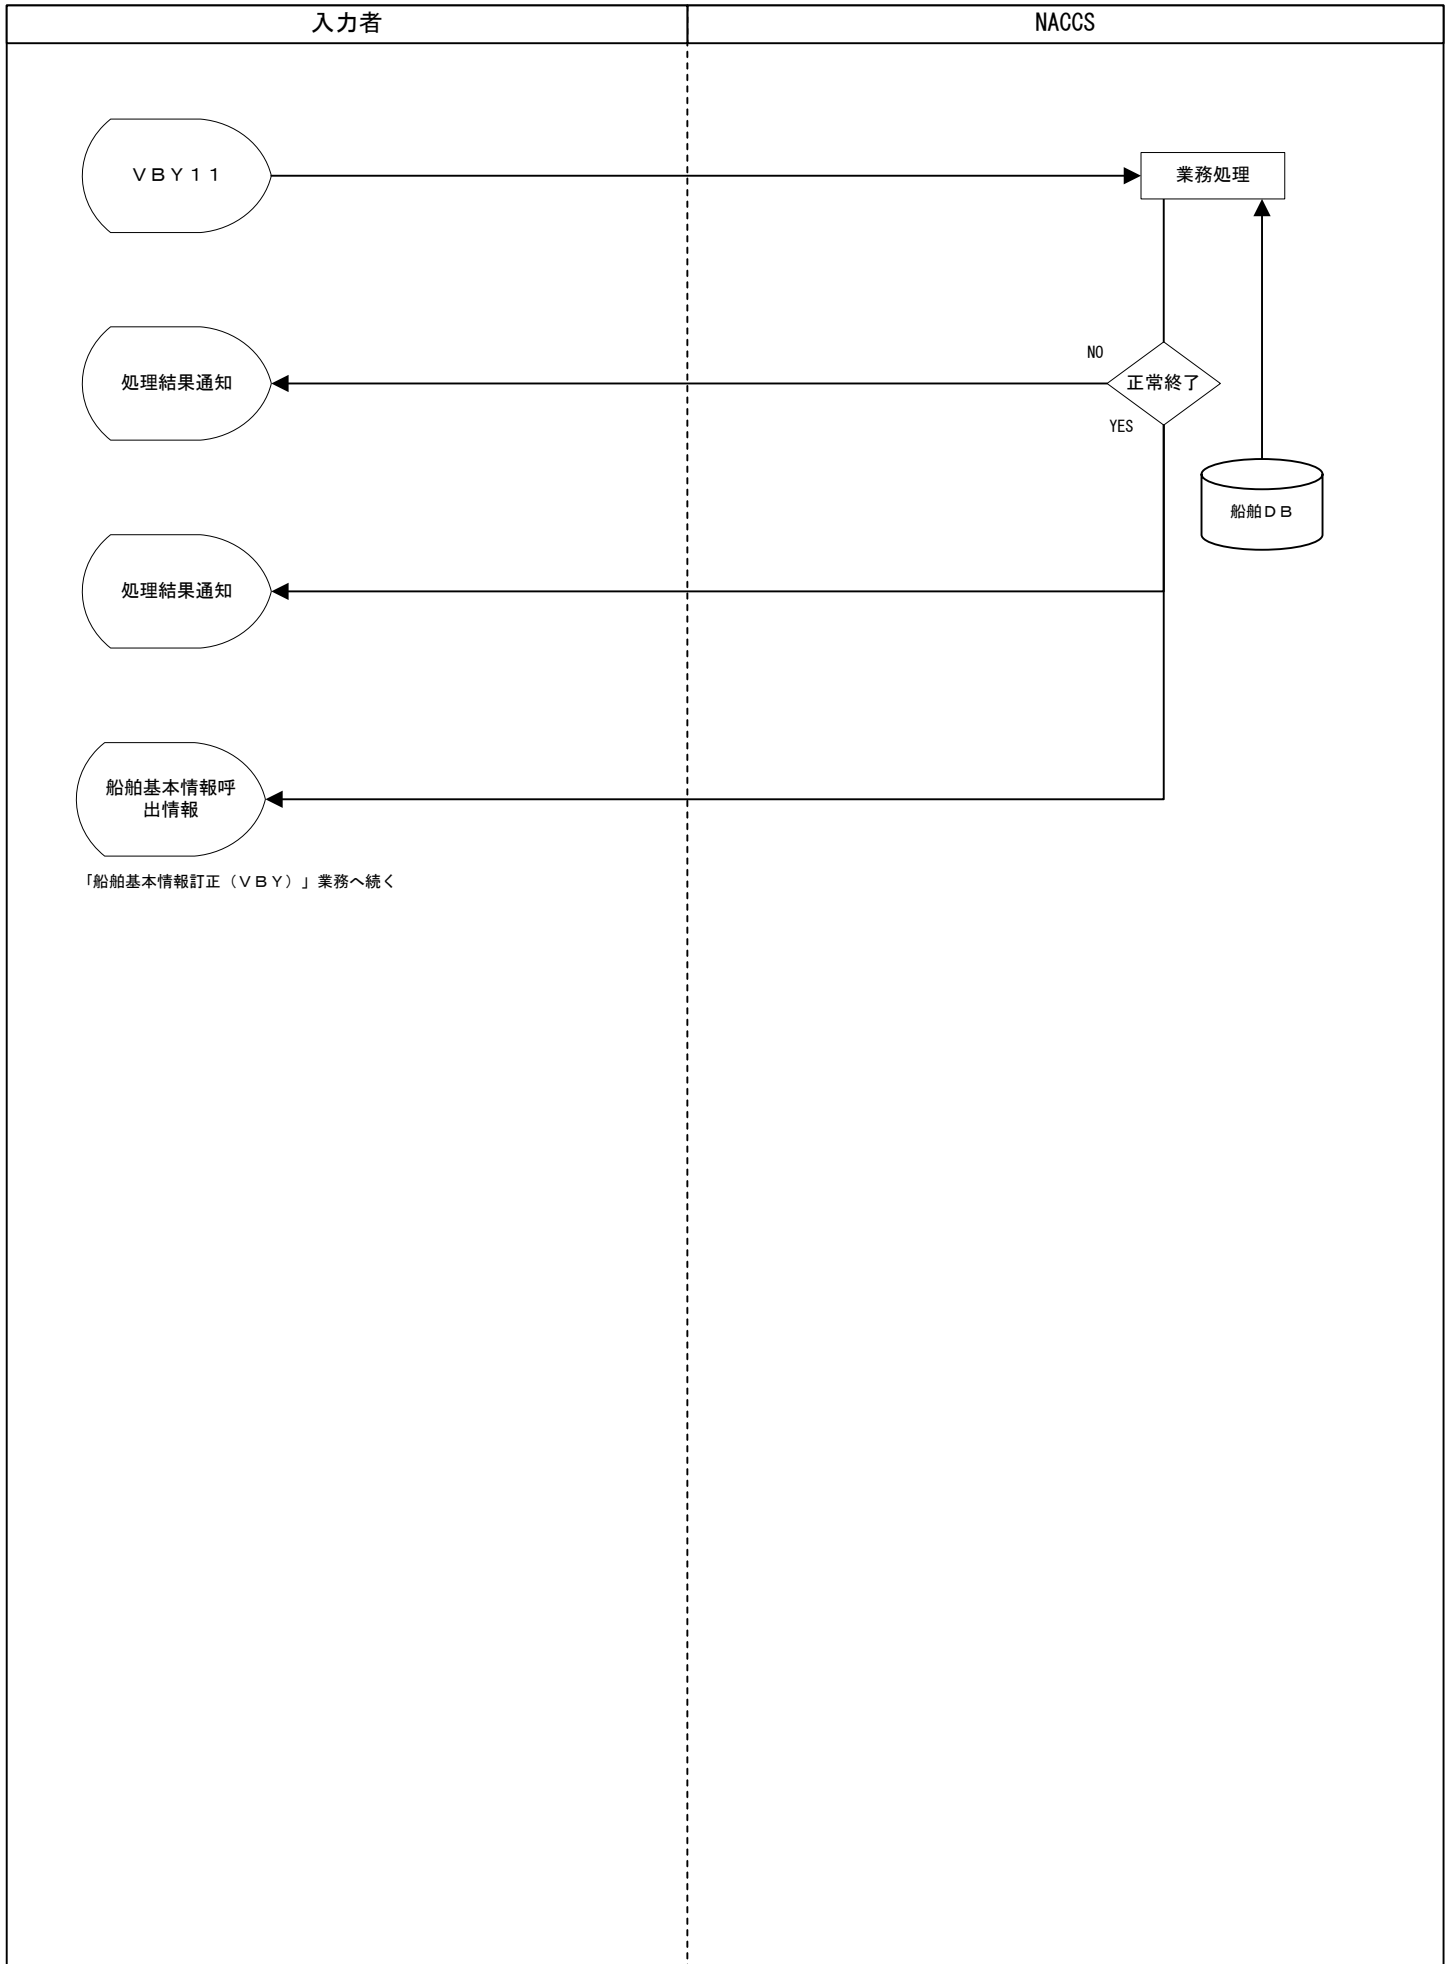 入力者
NACCS
ＶＢＹ１１
業務処理
NO
処理結果通知
正常終了
YES
船舶ＤＢ
処理結果通知
船舶基本情報呼
出情報
「船舶基本情報訂正（ＶＢＹ）」業務へ続く